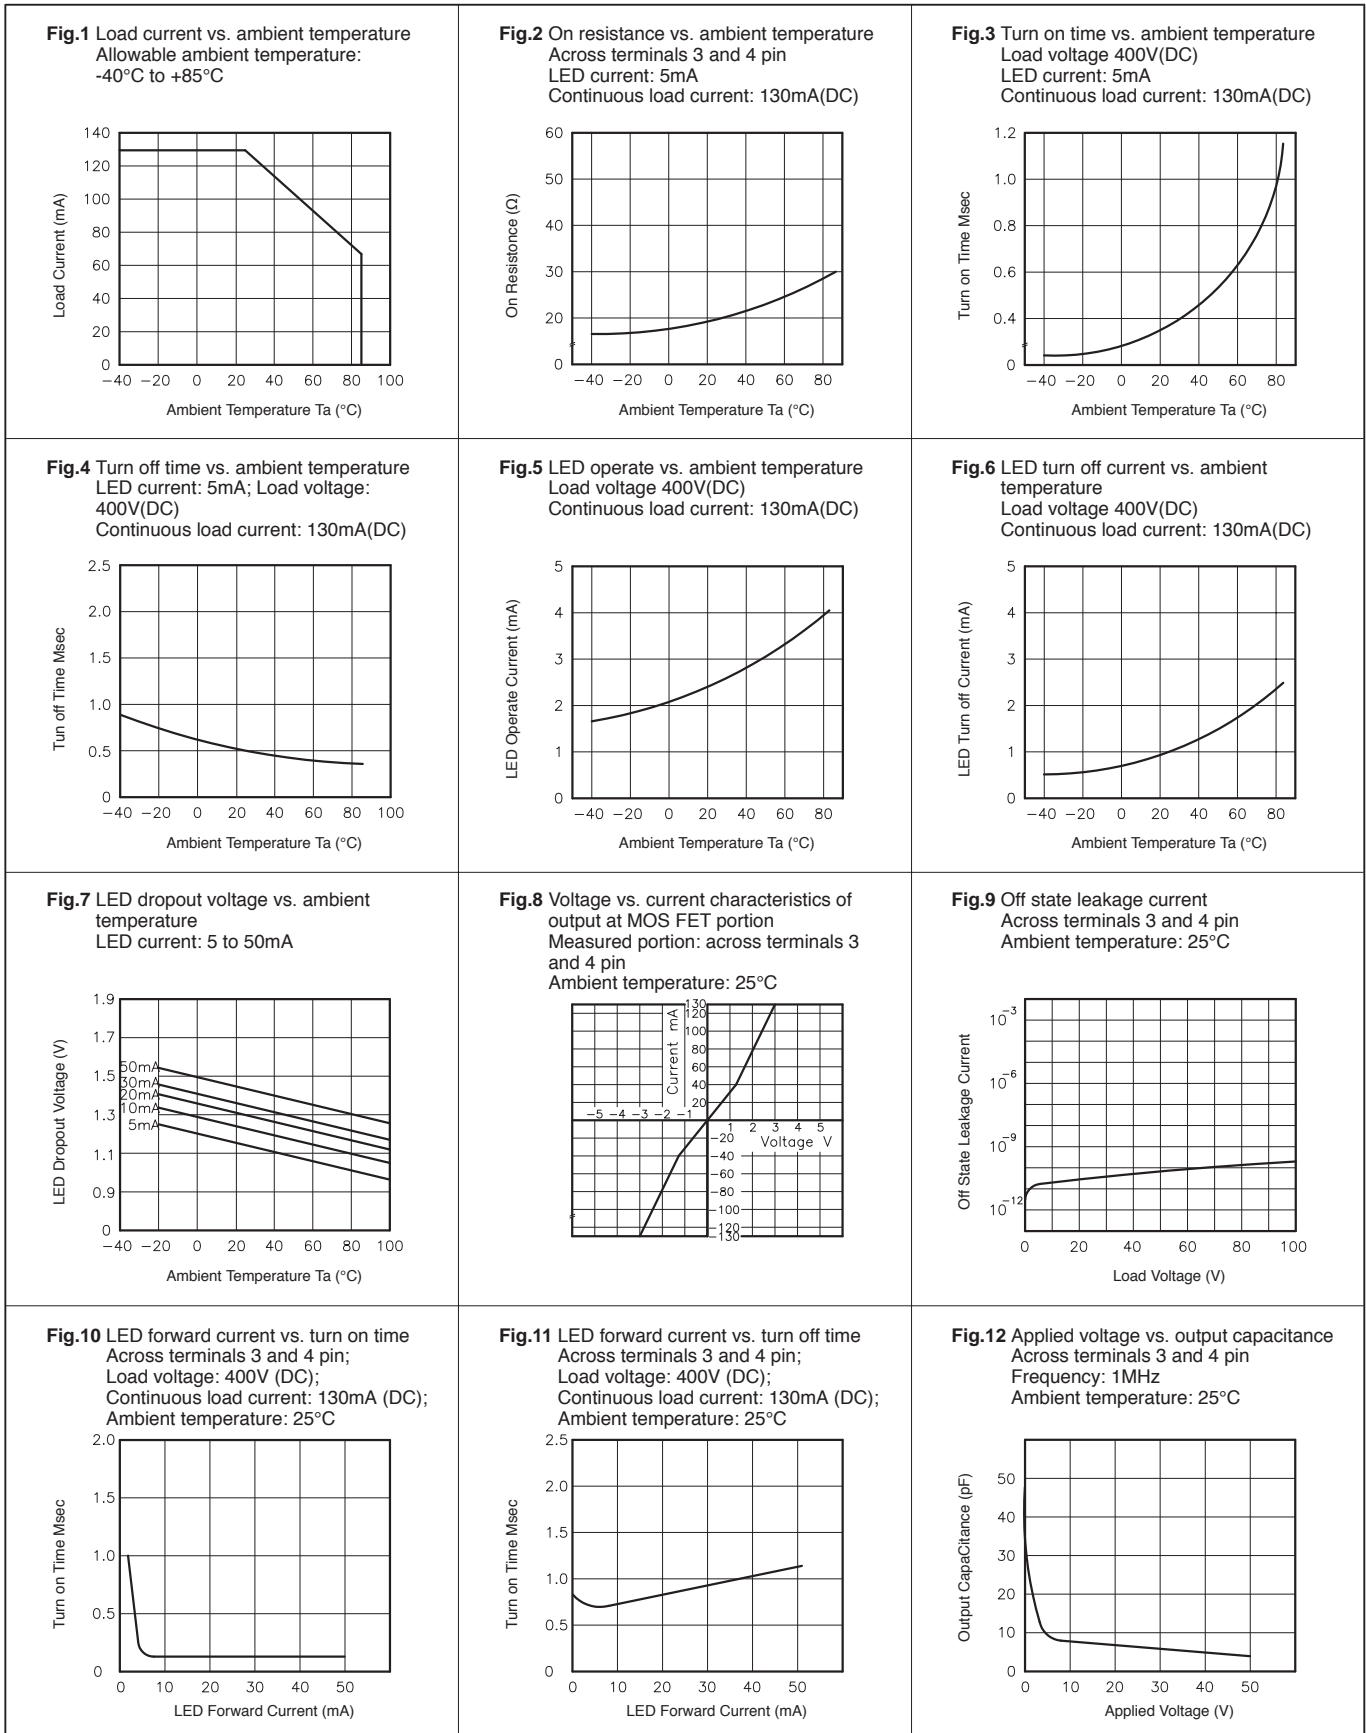 Fig.1 Load current vs. ambient temperature
Allowable ambient temperature:
-40°C to +85°C
140
120
100
80
60
40
20
0
Load Current (mA)
−40 −20 0 20 40 60 80 100
Ambient Temperature Ta (°C)
Fig.2 On resistance vs. ambient temperature
Across terminals 3 and 4 pin
LED current: 5mA
Continuous load current: 130mA(DC)
60
50
40
30
20
0
On Resistonce (Ω)
−40 −20 0 20 40 60 80
Ambient Temperature Ta (°C)
Fig.3 Turn on time vs. ambient temperature
Load voltage 400V(DC)
LED current: 5mA
Continuous load current: 130mA(DC)
1.2
1.0
0.8
0.6
0.4
0
Turn on Time Msec
−40 −20 0 20 40 60 80
Ambient Temperature Ta (°C)
Fig.4 Turn off time vs. ambient temperature
LED current: 5mA; Load voltage:
400V(DC)
Continuous load current: 130mA(DC)
2.5
2.0
1.5
1.0
0.5
0
Tun off Time Msec
−40 −20 0 20 40 60 80 100
Ambient Temperature Ta (°C)
Fig.5 LED operate vs. ambient temperature
Load voltage 400V(DC)
Continuous load current: 130mA(DC)
5
4
3
2
1
0
LED Operate Current (mA)
−40 −20 0 20 40 60 80
Ambient Temperature Ta (°C)
Fig.6 LED turn off current vs. ambient
temperature
Load voltage 400V(DC)
Continuous load current: 130mA(DC)
5
4
3
2
1
0
LED Turn off Current (mA)
−40 −20 0 20 40 60 80
Ambient Temperature Ta (°C)
Fig.7 LED dropout voltage vs. ambient
temperature
LED current: 5 to 50mA
1.9
1.7
1.5
1.3
1.1
0.9
0
LED Dropout Voltage (V)
50mA
30mA
20mA
10mA
5mA
−40 −20 0 20 40 60 80 100
Ambient Temperature Ta (°C)
Fig.8 Voltage vs. current characteristics of
output at MOS FET portion
Measured portion: across terminals 3
and 4 pin
Ambient temperature: 25°C
130
120
100
80
60
40
20
Current mA
−5 −4 −3 −2 −1
1 2 3 4 5
Voltage V
−20
−40
−60
−80
−100
−120
−130
Fig.9 Off state leakage current
Across terminals 3 and 4 pin
Ambient temperature: 25°C
10−3
10−6
10−9
10−12
Off State Leakage Current
0 20 40 60 80 100
Load Voltage (V)
Fig.10 LED forward current vs. turn on time
Across terminals 3 and 4 pin;
Load voltage: 400V (DC);
Continuous load current: 130mA (DC);
Ambient temperature: 25°C
2.0
1.5
1.0
0.5
0
Turn on Time Msec
0 10 20 30 40 50
LED Forward Current (mA)
Fig.11 LED forward current vs. turn off time
Across terminals 3 and 4 pin;
Load voltage: 400V (DC);
Continuous load current: 130mA (DC);
Ambient temperature: 25°C
2.5
2.0
1.5
1.0
0.5
0
Turn on Time Msec
0 10 20 30 40 50
LED Forward Current (mA)
Fig.12 Applied voltage vs. output capacitance
Across terminals 3 and 4 pin
Frequency: 1MHz
Ambient temperature: 25°C
50
40
30
20
10
0
Output CapaCitance (pF)
0 10 20 30 40 50
Applied Voltage (V)